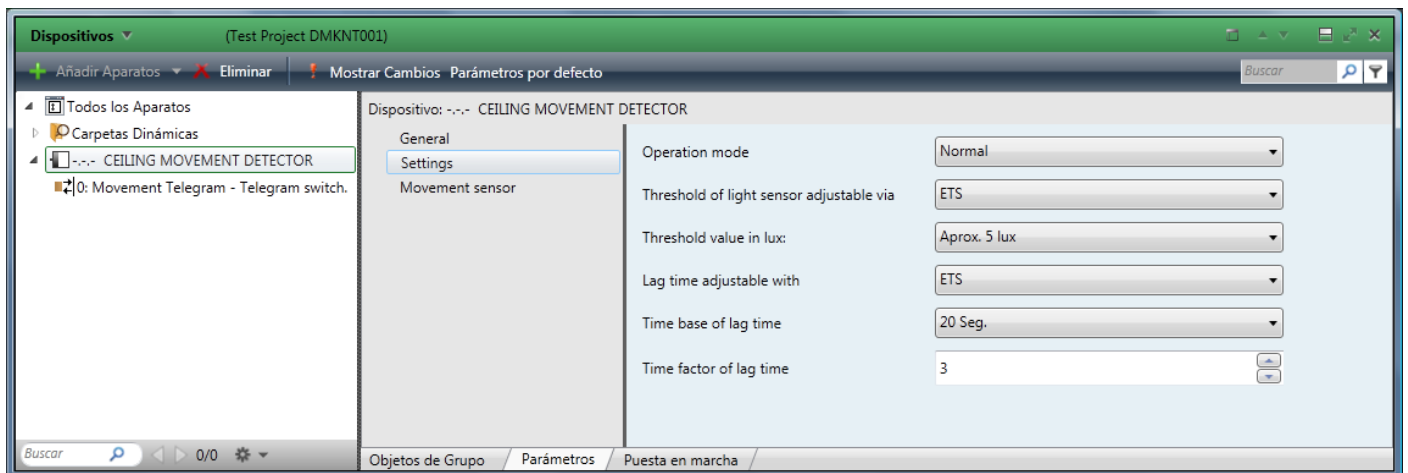 Dispositivos (Test Project DMKNT001)
Añadir Aparatos Eliminar Mostrar Cambios Parámetros por defecto Buscar
Todos los Aparatos
Carpetas Dinámicas
-.-.- CEILING MOVEMENT DETECTOR
0: Movement Telegram - Telegram switch.
Buscar 0/0
Dispositivo: -.-.- CEILING MOVEMENT DETECTOR
General
Settings
Movement sensor
Operation mode Normal
Threshold of light sensor adjustable via ETS
Threshold value in lux: Aprox. 5 lux
Lag time adjustable with ETS
Time base of lag time 20 Seg.
Time factor of lag time 3
Objetos de Grupo Parámetros Puesta en marcha